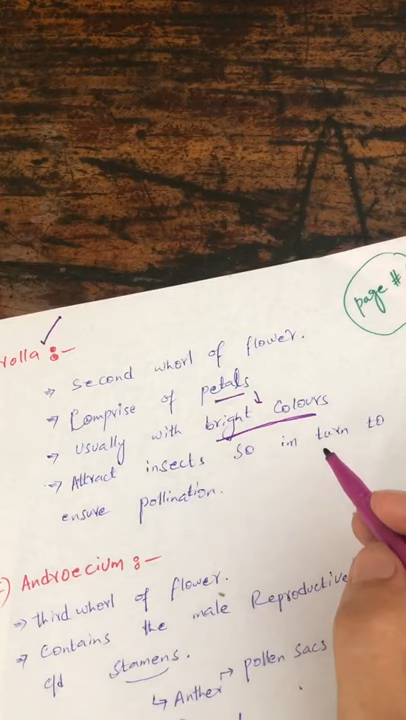 page #
rolla :-
→ Second whorl of flower.
→ Comprise of petals
→ Usually with bright colours
→ Attract insects so in turn to
ensure pollination.
) Androecium :-
→ third whorl of flower.
→ Contains the male Reproductive
c/d stamens.
↳ Anther → pollen sacs